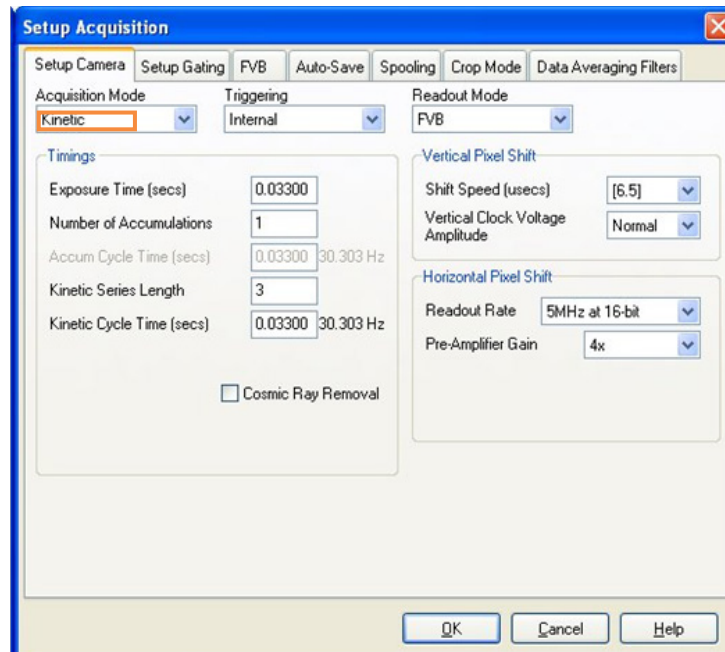 Setup Acquisition
Setup Camera Setup Gating FVB Auto-Save Spooling Crop Mode Data Averaging Filters
Acquisition Mode Triggering Readout Mode
Kinetic Internal FVB
Timings
Exposure Time (secs) 0.03300
Number of Accumulations 1
Accum Cycle Time (secs) 0.03300 30.303 Hz
Kinetic Series Length 3
Kinetic Cycle Time (secs) 0.03300 30.303 Hz
Cosmic Ray Removal
Vertical Pixel Shift
Shift Speed (usecs) [6.5]
Vertical Clock Voltage
Amplitude Normal
Horizontal Pixel Shift
Readout Rate 5MHz at 16-bit
Pre-Amplifier Gain 4x
OK Cancel Help